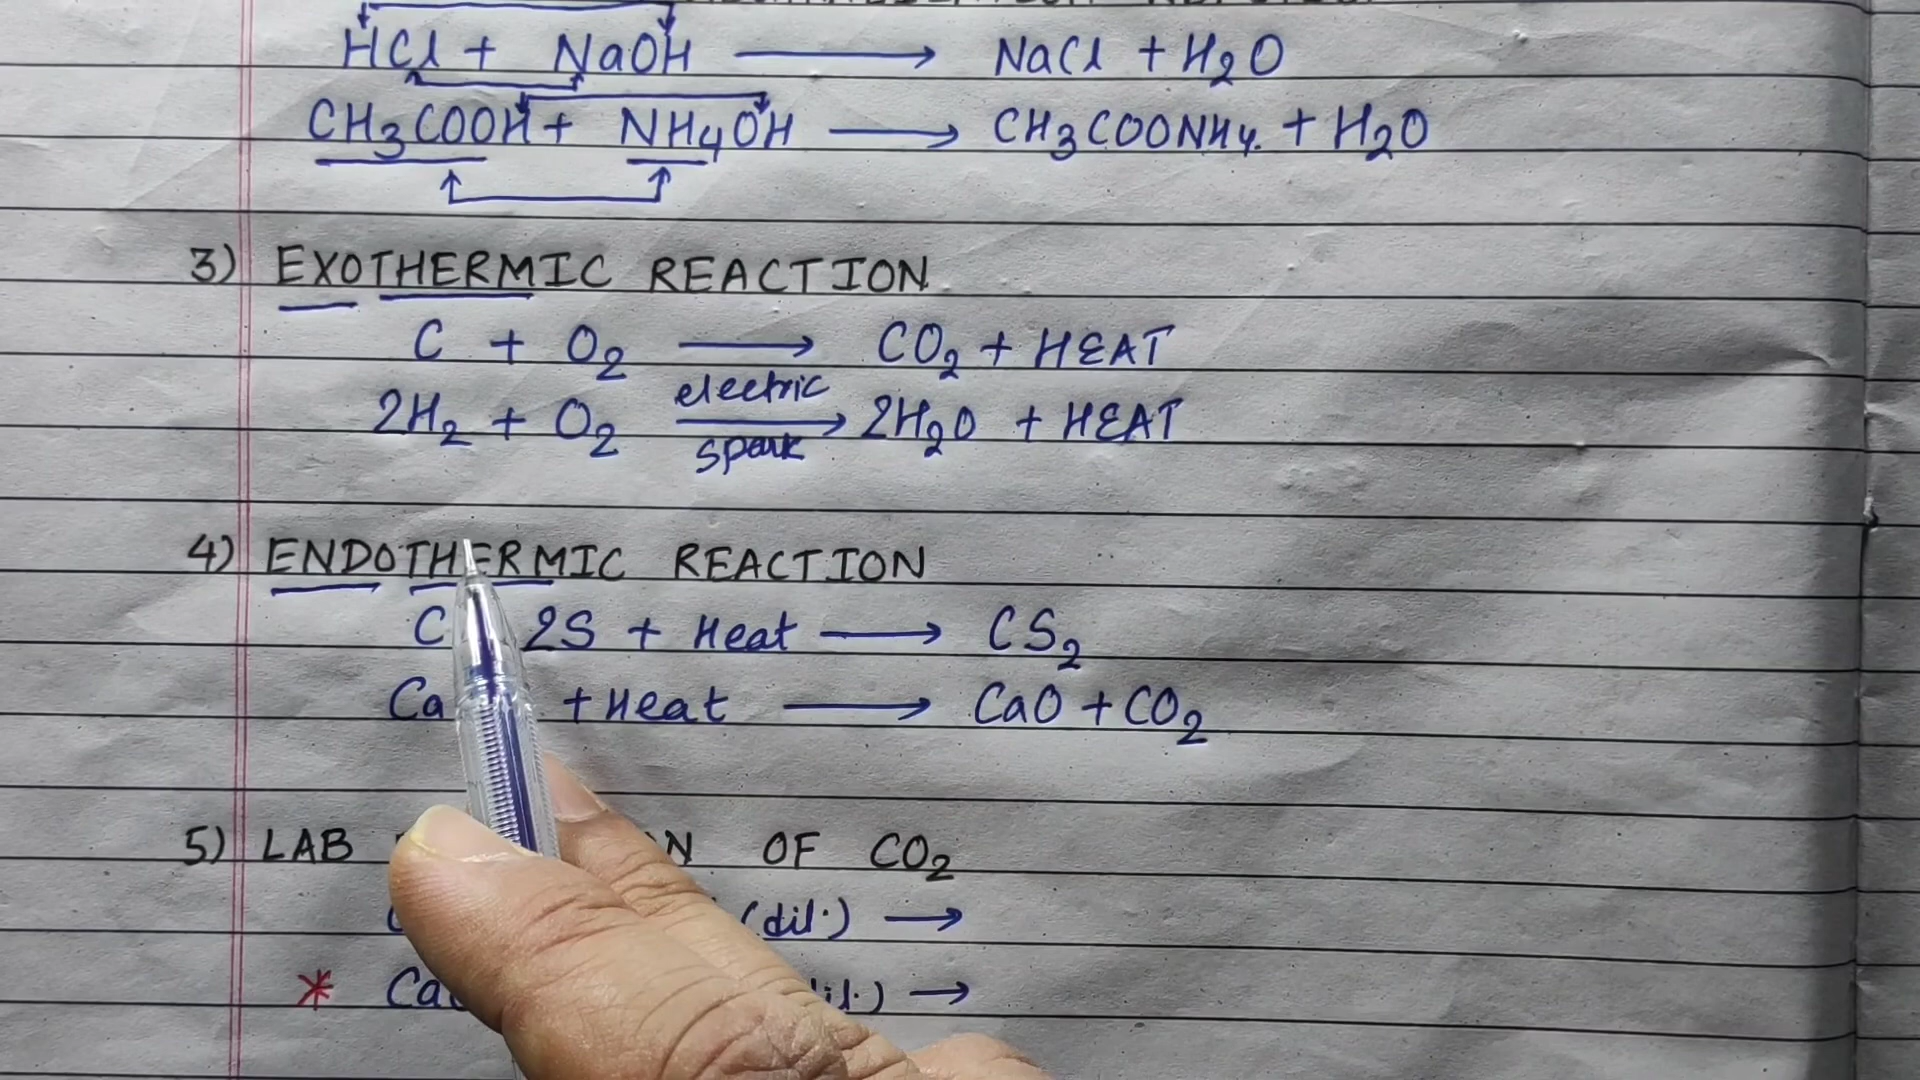 HCl + NaOH ⟶ NaCl + H2O
CH3COOH + NH4OH ⟶ CH3COONH4. + H2O
3) EXOTHERMIC REACTION
C + O2 ⟶ CO2 + HEAT
2H2 + O2 electric spark ⟶ 2H2O + HEAT
4) ENDOTHERMIC REACTION
C 2S + Heat ⟶ CS2
Ca + Heat ⟶ CaO + CO2
5) LAB OF CO2
(dil.) ⟶
* Ca ⟶